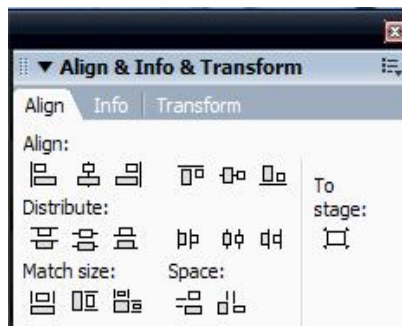 Align & Info & Transform
Align Info Transform
Align:
To stage:
Distribute:
Match size: Space: